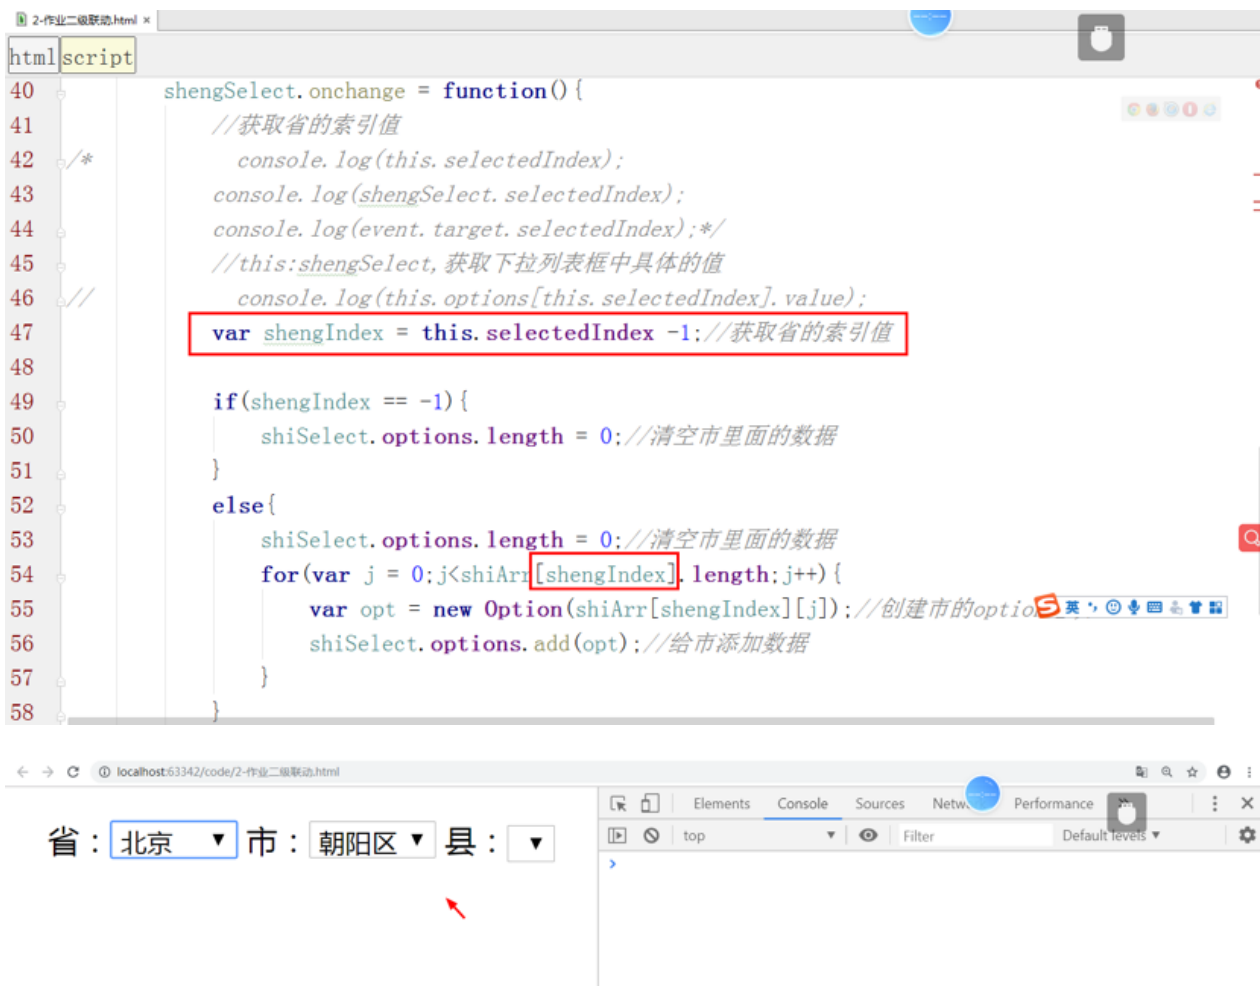 2-作业二级联动.html ×
html script
40 shengSelect.onchange = function(){
41 //获取省的索引值
42 /* console.log(this.selectedIndex);
43 console.log(shengSelect.selectedIndex);
44 console.log(event.target.selectedIndex);*/
45 //this:shengSelect,获取下拉列表框中具体的值
46 // console.log(this.options[this.selectedIndex].value);
47 var shengIndex = this.selectedIndex -1;//获取省的索引值
48
49 if(shengIndex == -1){
50 shiSelect.options.length = 0;//清空市里面的数据
51 }
52 else{
53 shiSelect.options.length = 0;//清空市里面的数据
54 for(var j = 0;j<shiArr[shengIndex].length;j++){
55 var opt = new Option(shiArr[shengIndex][j]);//创建市的optio
英
56 shiSelect.options.add(opt);//给市添加数据
57 }
58 }
localhost:63342/code/2-作业二级联动.html
Elements Console Sources Netw Performance
top Filter Default levels ▼
省：北京 ▼ 市：朝阳区 ▼ 县： ▼